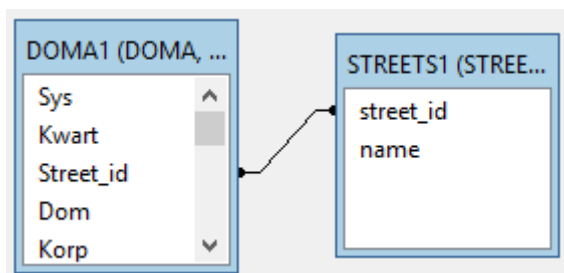 DOMA1 (DOMA, ...
Sys
Kwart
Street_id
Dom
Korp
STREETS1 (STREE...
street_id
name